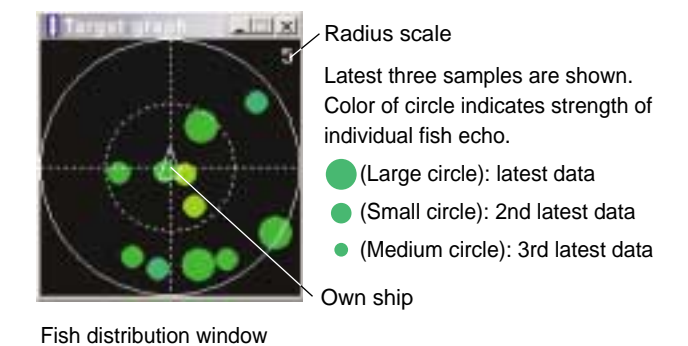 Target graph
5
Radius scale
Latest three samples are shown.
Color of circle indicates strength of
individual fish echo.
(Large circle): latest data
(Small circle): 2nd latest data
(Medium circle): 3rd latest data
Own ship
Fish distribution window